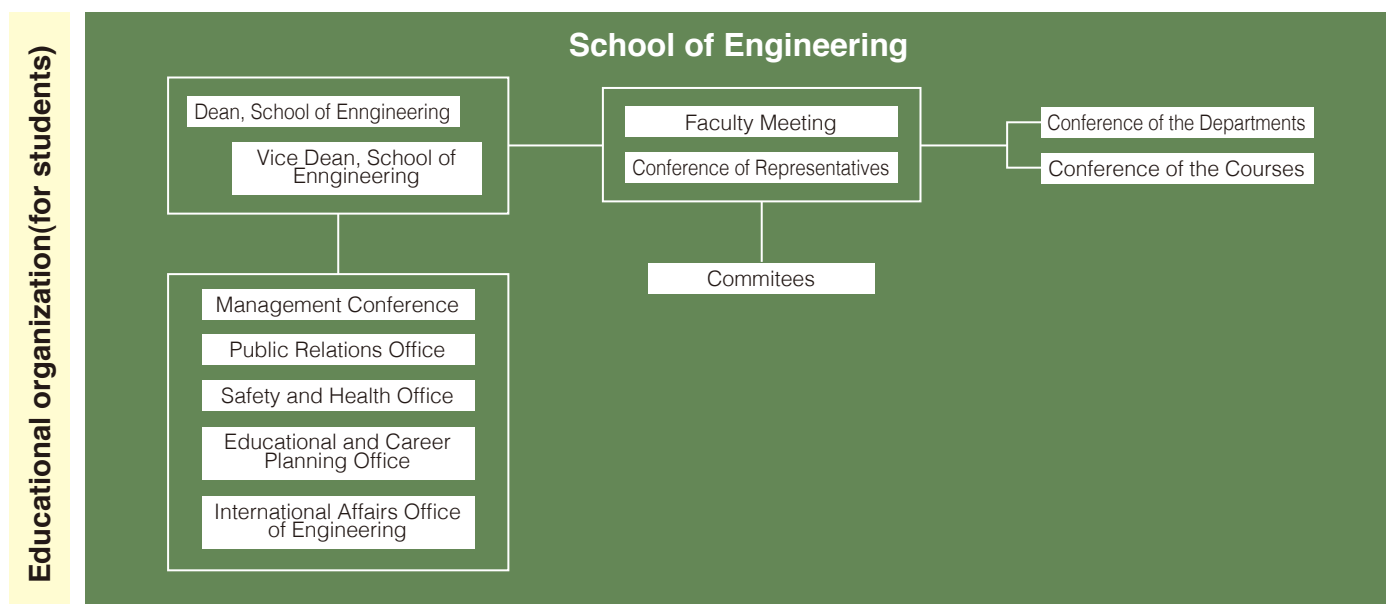 Educational organization(for students)
School of Engineering
Dean, School of Enngineering
Vice Dean, School of
Enngineering
Faculty Meeting
Conference of Representatives
Conference of the Departments
Conference of the Courses
Commitees
Management Conference
Public Relations Office
Safety and Health Office
Educational and Career
Planning Office
International Affairs Office
of Engineering